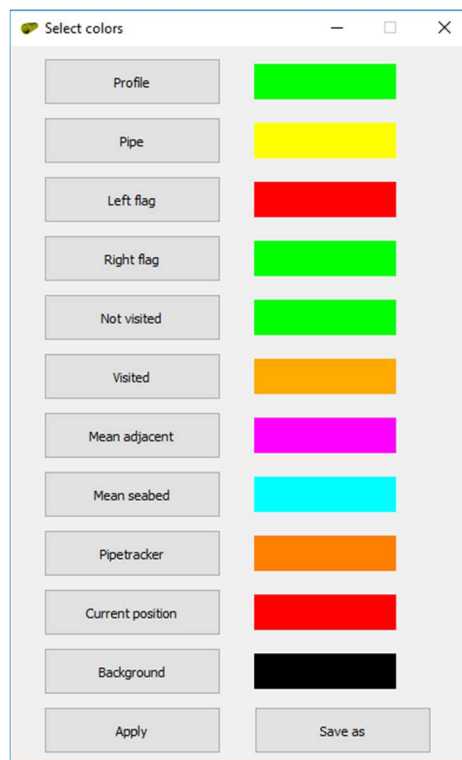 Select colors
Profile
Pipe
Left flag
Right flag
Not visited
Visited
Mean adjacent
Mean seabed
Pipetracker
Current position
Background
Apply Save as